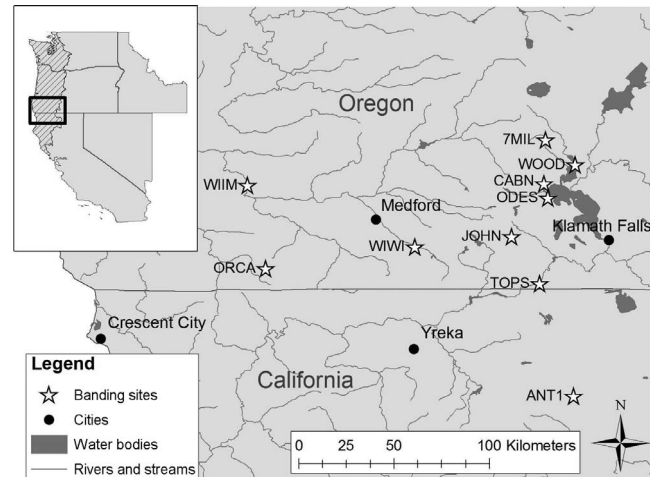 Oregon
7MIL
WOOD
CABN
ODES
WIIM
Medford
Klamath Falls
JOHN
WIWI
ORCA
TOPS
Crescent City
Yreka
California
ANT1
Legend
Banding sites
Cities
Water bodies
Rivers and streams
0 25 50 100 Kilometers
N